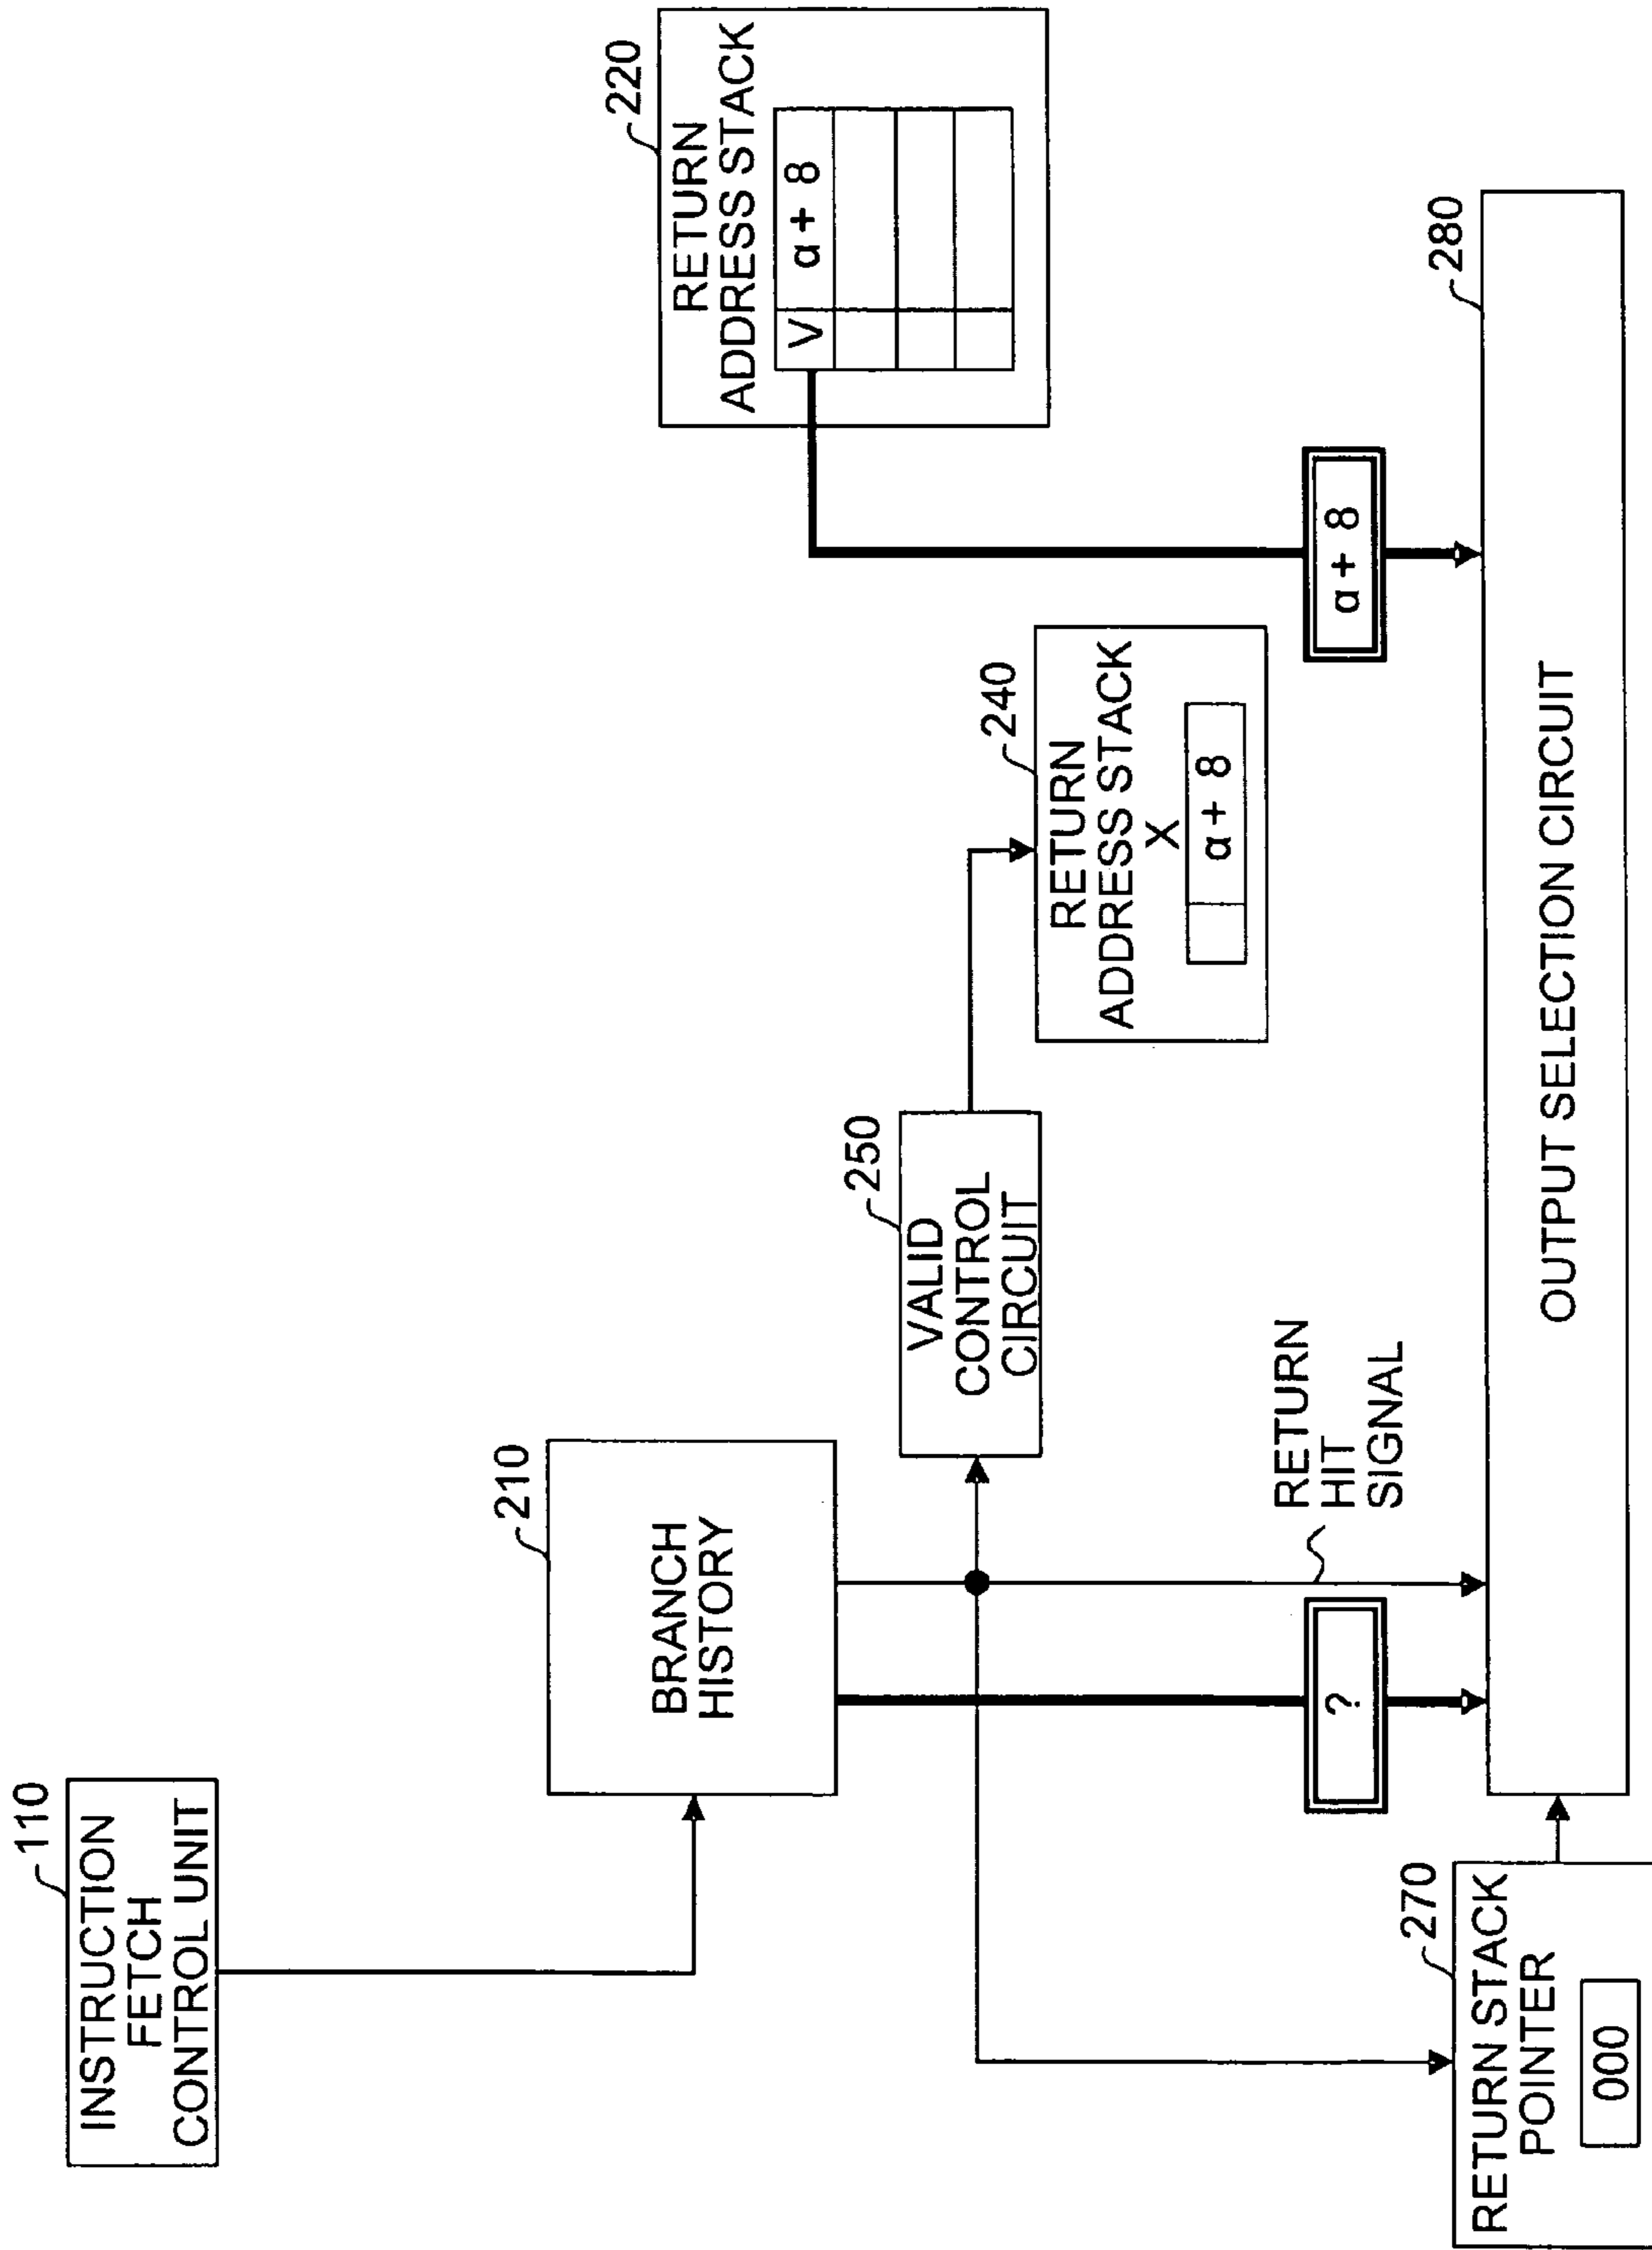 INSTRUCTION
FETCH
CONTROL UNIT
110
BRANCH
HISTORY
210
VALID
CONTROL
CIRCUIT
250
RETURN
ADDRESS STACK
X
α + 8
240
RETURN
ADDRESS STACK
V α + 8
220
RETURN
HIT
SIGNAL
?
α + 8
RETURN STACK
POINTER
000
270
OUTPUT SELECTION CIRCUIT
280